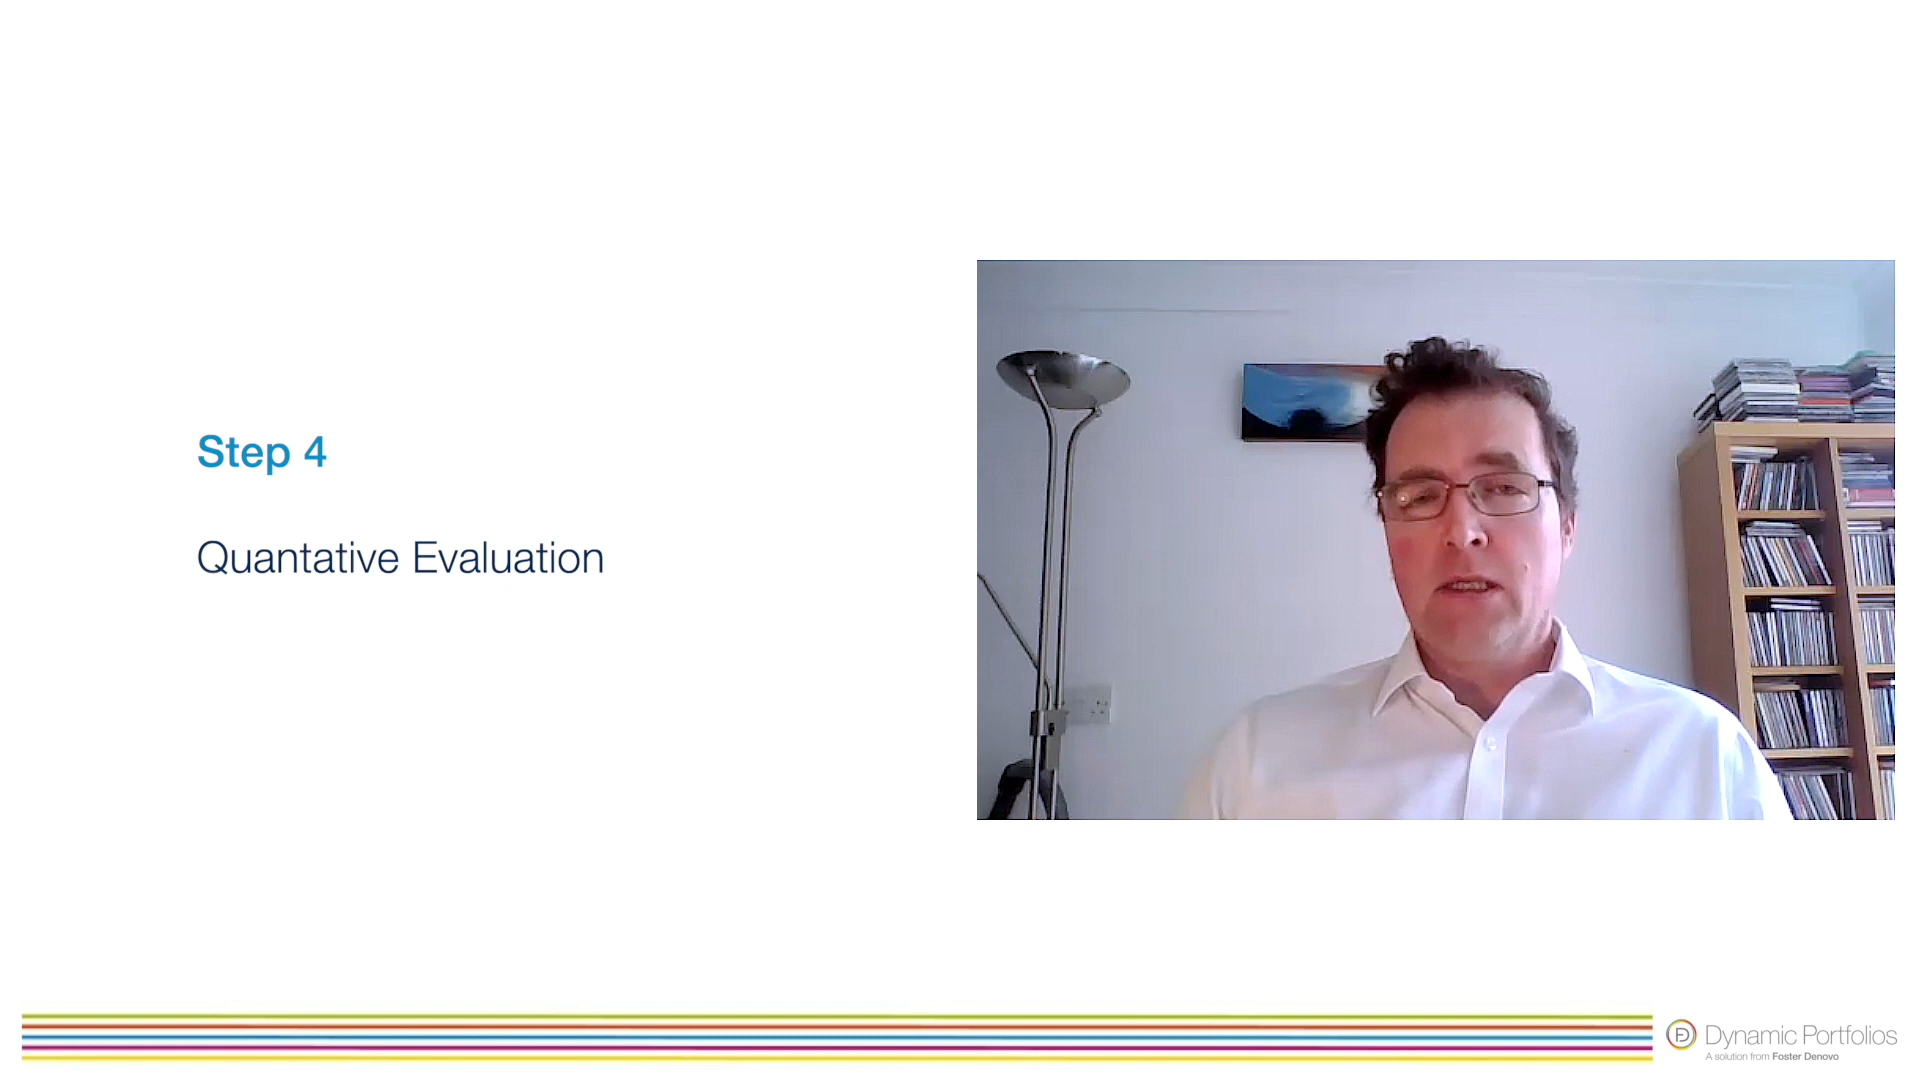 Step 4
Quantative Evaluation
Dynamic Portfolios
A solution from Foster Denovo